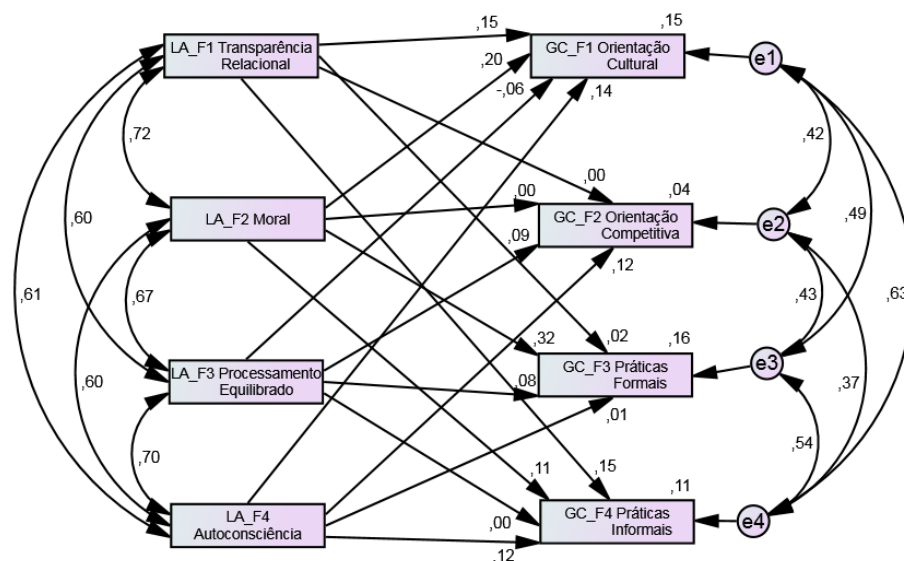 ,15
,15
LA_F1 Transparência
Relacional
GC_F1 Orientação
Cultural
e1
,20
-,06
,14
,72
,42
,00
,04
,60
,00
LA_F2 Moral
GC_F2 Orientação
Competitiva
e2
,49
,09
,12
,61
,67
,43
,63
,32
,02
,16
LA_F3 Processamento
Equilibrado
GC_F3 Práticas
Formais
e3
,60
,08
,37
,01
,70
,54
,11
,15
,11
LA_F4
Autoconsciência
GC_F4 Práticas
Informais
e4
,00
,12